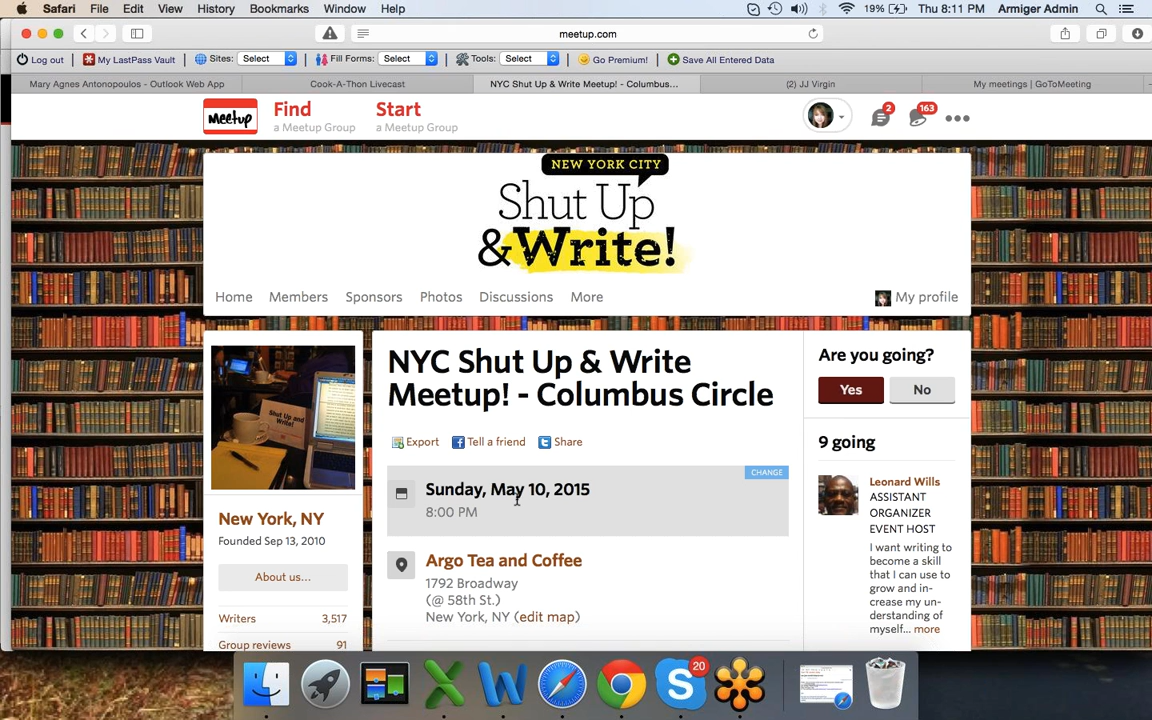 Safari File Edit View History Bookmarks Window Help 19% Thu 8:11 PM Armiger Admin
meetup.com
Log out My LastPass Vault Sites: Select Fill Forms: Select Tools: Select Go Premium! Save All Entered Data
Mary Agnes Antonopoulos - Outlook Web App Cook-A-Thon Livecast NYC Shut Up & Write Meetup! - Columbus... (2) JJ Virgin My meetings | GoToMeeting
Meetup Find Start 2 163
a Meetup Group a Meetup Group
NEW YORK CITY
Shut Up
&Write!
Home Members Sponsors Photos Discussions More My profile
NYC Shut Up & Write
Meetup! - Columbus Circle
Export Tell a friend Share
CHANGE
Sunday, May 10, 2015
8:00 PM
Argo Tea and Coffee
1792 Broadway
(@ 58th St.)
New York, NY (edit map)
Shut Up and
Write!
New York, NY
Founded Sep 13, 2010
About us...
Writers 3,517
Group reviews 91
Are you going?
Yes No
9 going
Leonard Wills
ASSISTANT
ORGANIZER
EVENT HOST
I want writing to
become a skill
that I can use to
grow and in-
crease my un-
derstanding of
myself... more
20